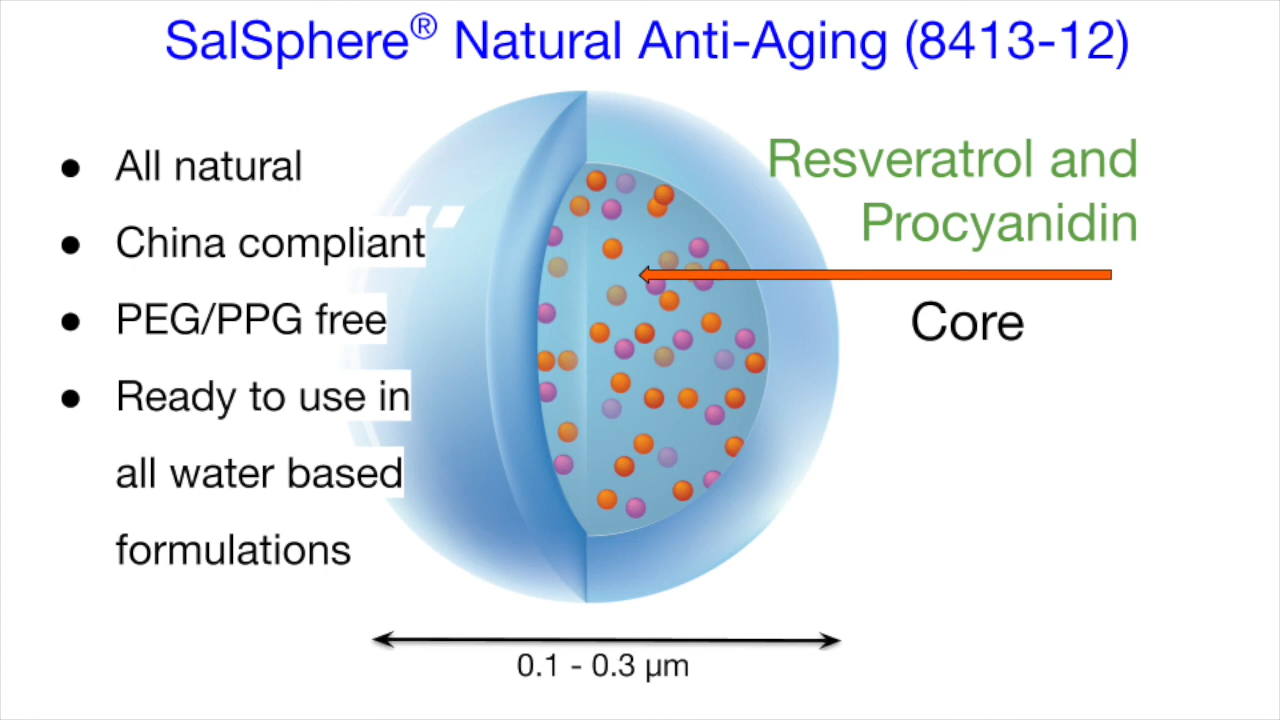 SalSphere® Natural Anti-Aging (8413-12)
● All natural
● China compliant
● PEG/PPG free
● Ready to use in
all water based
formulations
Resveratrol and
Procyanidin
Core
0.1 - 0.3 μm